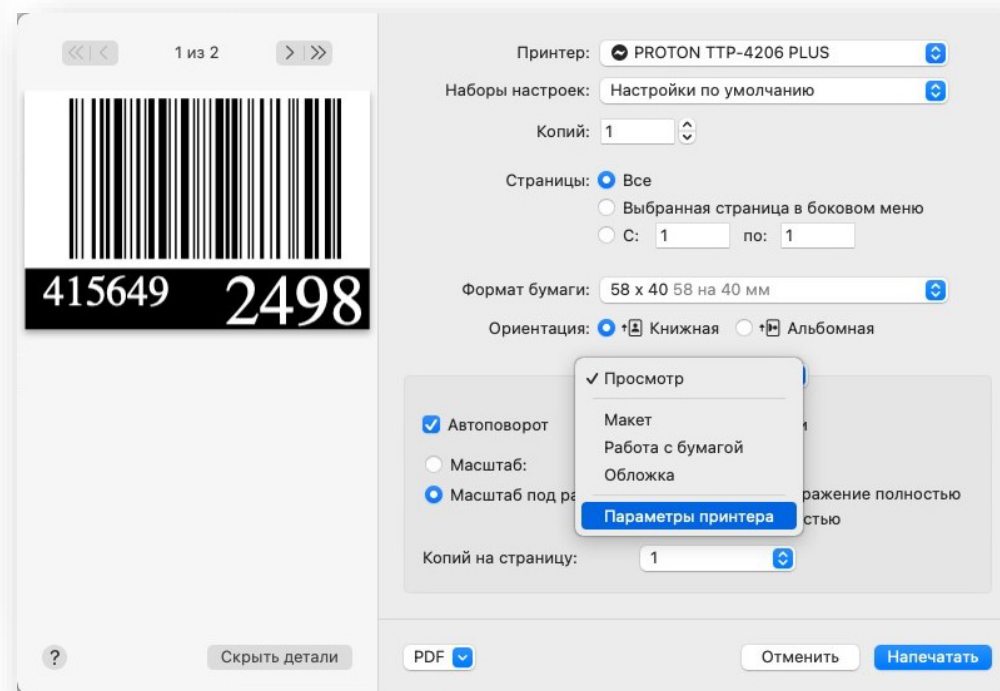 1 из 2
415649 2498
Принтер: PROTON TTP-4206 PLUS
Наборы настроек: Настройки по умолчанию
Копий: 1
Страницы: Все
Выбранная страница в боковом меню
С: 1 по: 1
Формат бумаги: 58 x 40 58 на 40 мм
Ориентация: Книжная Альбомная
✓ Просмотр
Макет
Автоповорот
Работа с бумагой
Масштаб:
Обложка
Масштаб под
Параметры принтера
полностью
Копий на страницу: 1
? Скрыть детали PDF Отменить Напечатать